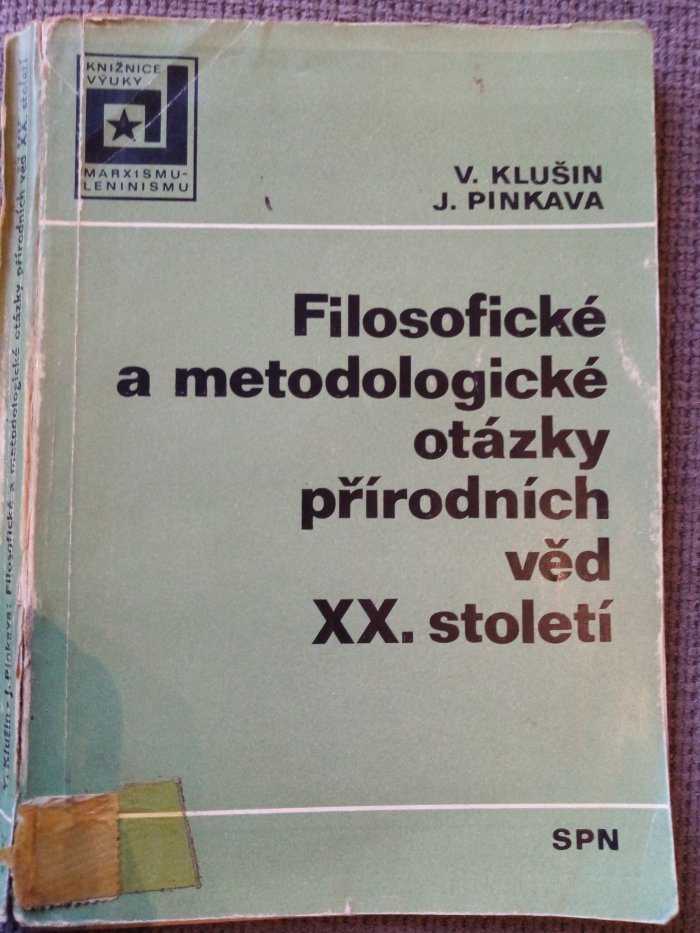 KNIŽNICE
VÝUKY
MARXISMU-
LENINISMU
V. KLUŠIN
J. PINKAVA
Filosofické
a metodologické
otázky
přírodních
věd
XX. století
SPN
V. Klušin - J. Pinkava: Filosofické a metodologické otázky přírodních věd XX. století